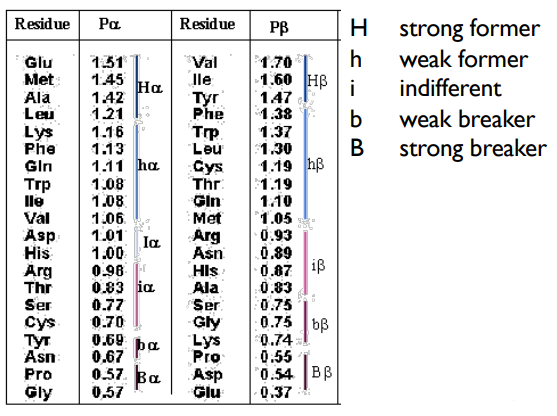 Residue Pα Residue Pβ
Glu 1.51 Val 1.70
Met 1.45 Ile 1.60
Ala 1.42 Tyr 1.47
Leu 1.21 Phe 1.38
Lys 1.16 Trp 1.37
Phe 1.13 Leu 1.30
Gln 1.11 Cys 1.19
Trp 1.08 Thr 1.19
Ile 1.08 Gln 1.10
Val 1.06 Met 1.05
Asp 1.01 Arg 0.93
His 1.00 Asn 0.89
Arg 0.98 His 0.87
Thr 0.83 Ala 0.83
Ser 0.77 Ser 0.75
Cys 0.70 Gly 0.75
Tyr 0.69 Lys 0.74
Asn 0.67 Pro 0.55
Pro 0.57 Asp 0.54
Gly 0.57 Glu 0.37
Hα
hα
Iα
iα
bα
Bα
Hβ
hβ
iβ
bβ
Bβ
H strong former
h weak former
i indifferent
b weak breaker
B strong breaker